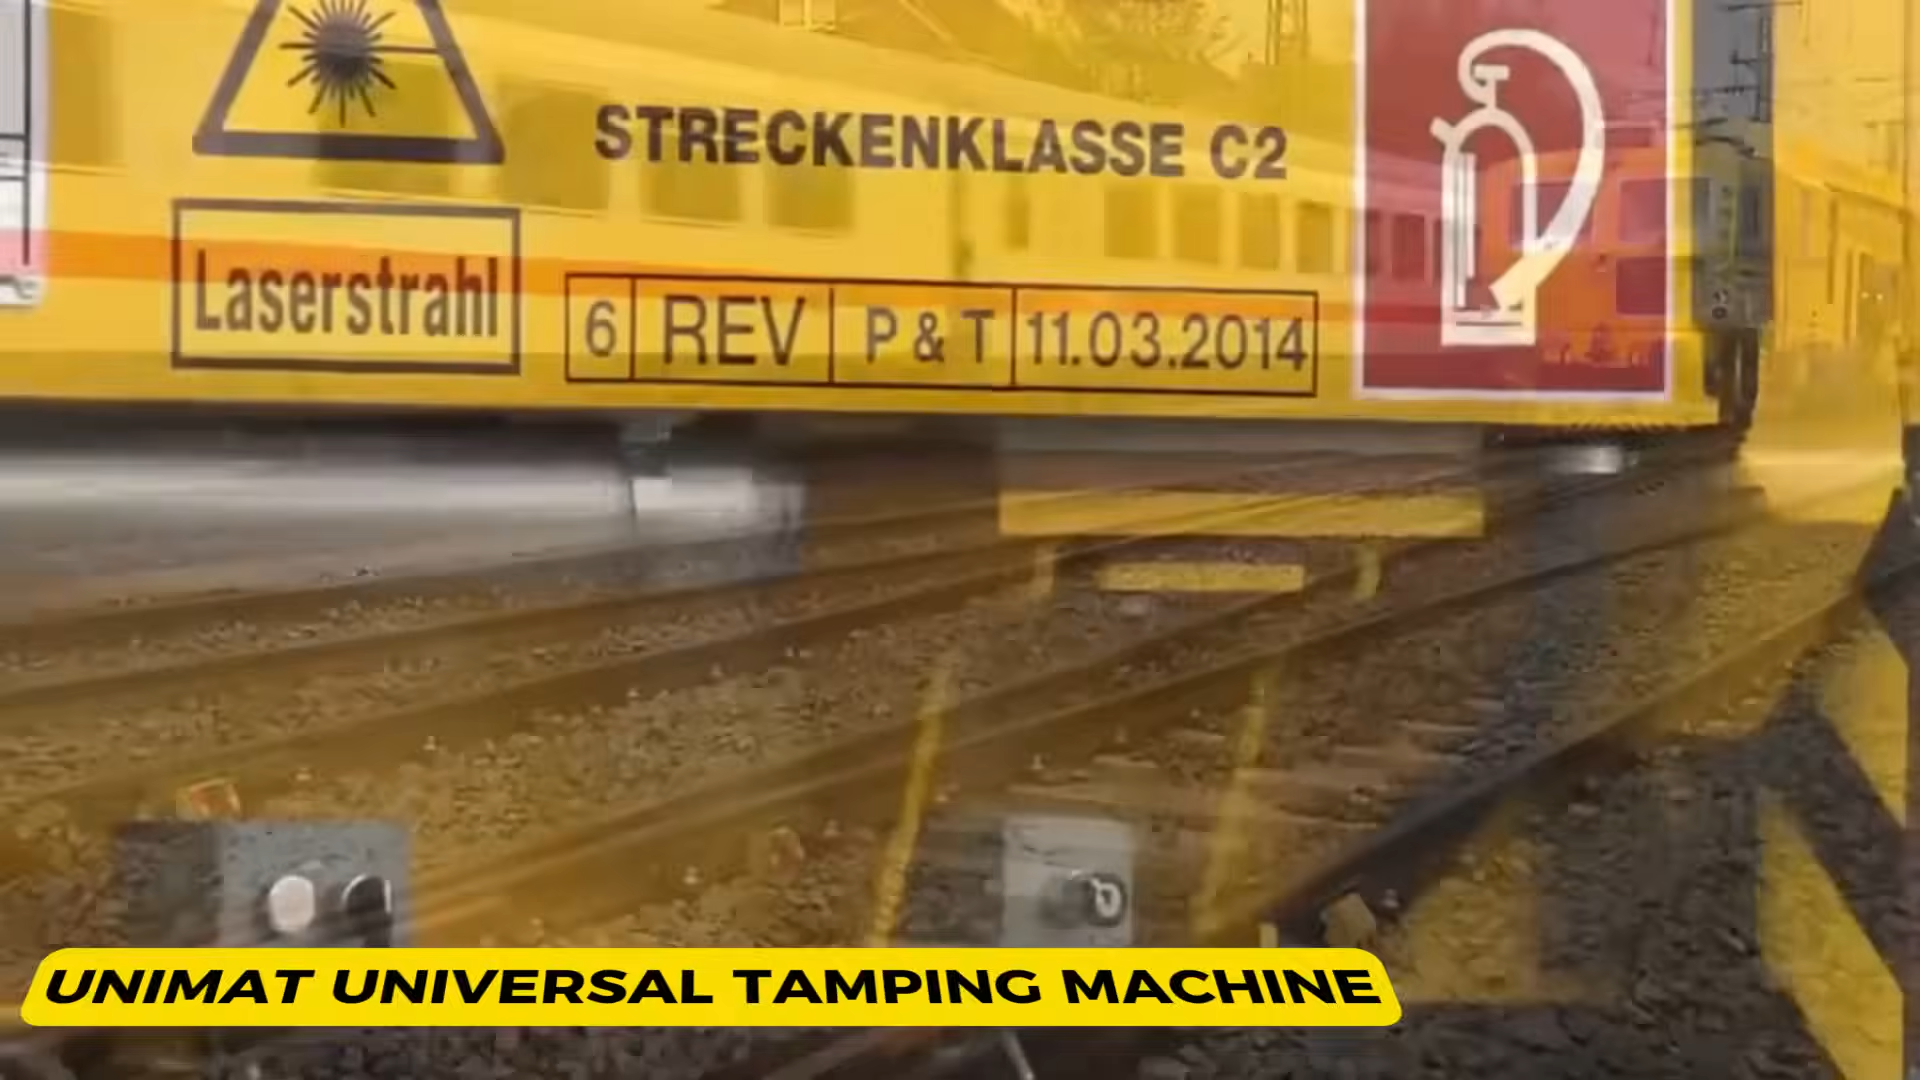 STRECKENKLASSE C2
Laserstrahl
6 REV P & T 11.03.2014
UNIMAT UNIVERSAL TAMPING MACHINE